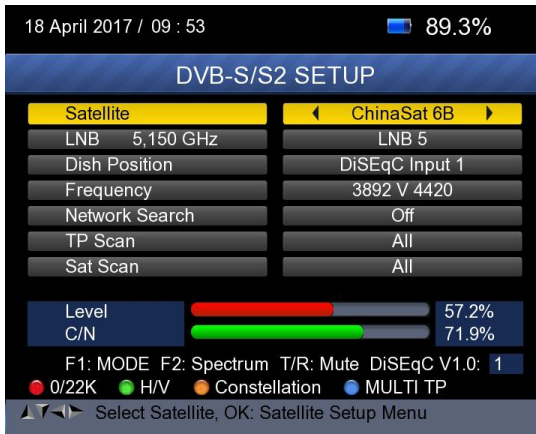 18 April 2017 / 09 : 53 89.3%
DVB-S/S2 SETUP
Satellite ChinaSat 6B
LNB 5,150 GHz LNB 5
Dish Position DiSEqC Input 1
Frequency 3892 V 4420
Network Search Off
TP Scan All
Sat Scan All
Level 57.2%
C/N 71.9%
F1: MODE F2: Spectrum T/R: Mute DiSEqC V1.0: 1
0/22K H/V Constellation MULTI TP
Select Satellite, OK: Satellite Setup Menu